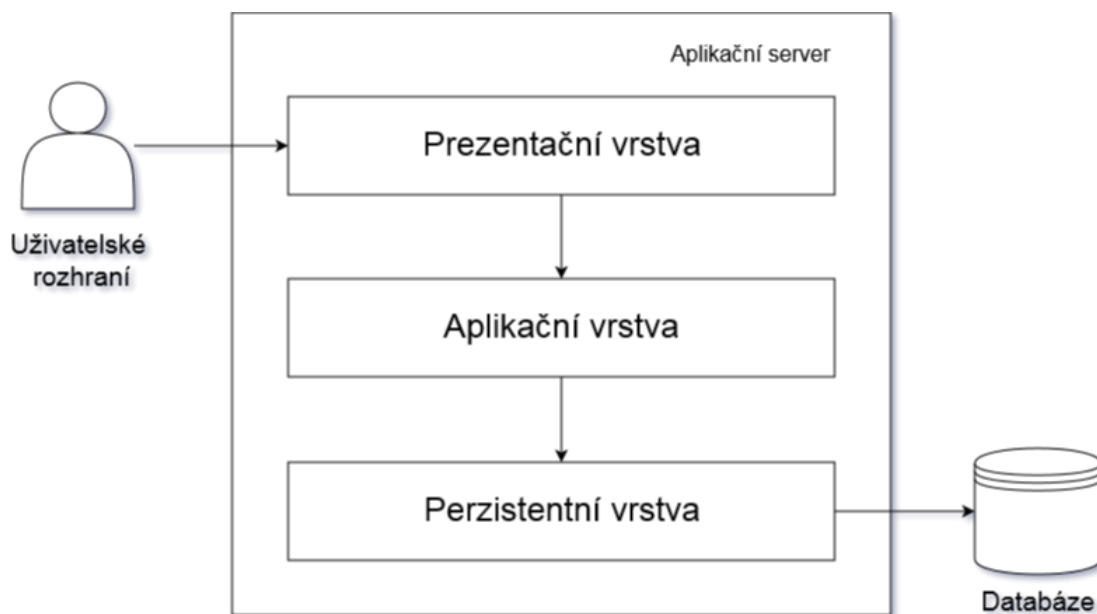 Aplikační server
Prezentační vrstva
Uživatelské
rozhraní
Aplikační vrstva
Perzistentní vrstva
Databáze